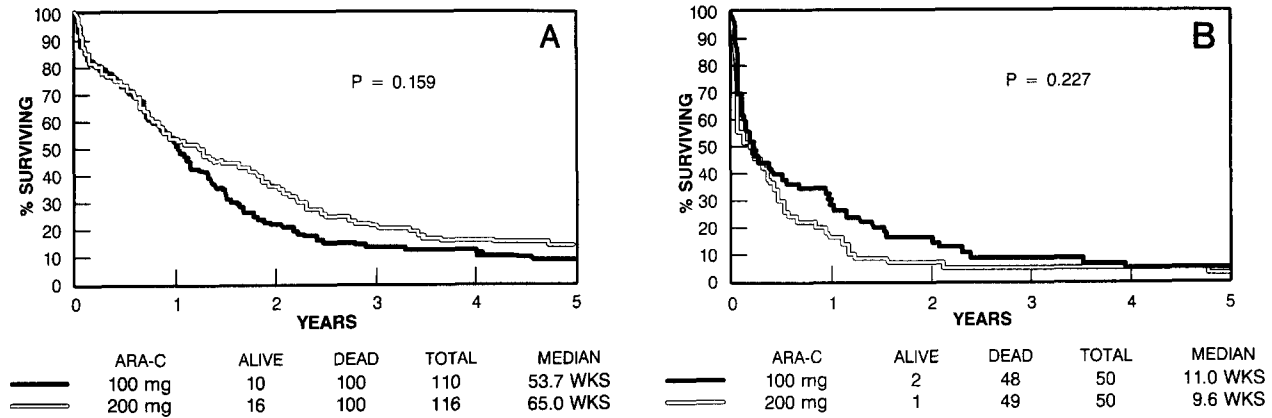 A
P = 0.159
% SURVIVING
100
90
80
70
60
50
40
30
20
10
0
0 1 2 3 4 5
YEARS
ARA-C ALIVE DEAD TOTAL MEDIAN
100 mg 10 100 110 53.7 WKS
200 mg 16 100 116 65.0 WKS
B
P = 0.227
% SURVIVING
100
90
80
70
60
50
40
30
20
10
0
0 1 2 3 4 5
YEARS
ARA-C ALIVE DEAD TOTAL MEDIAN
100 mg 2 48 50 11.0 WKS
200 mg 1 49 50 9.6 WKS